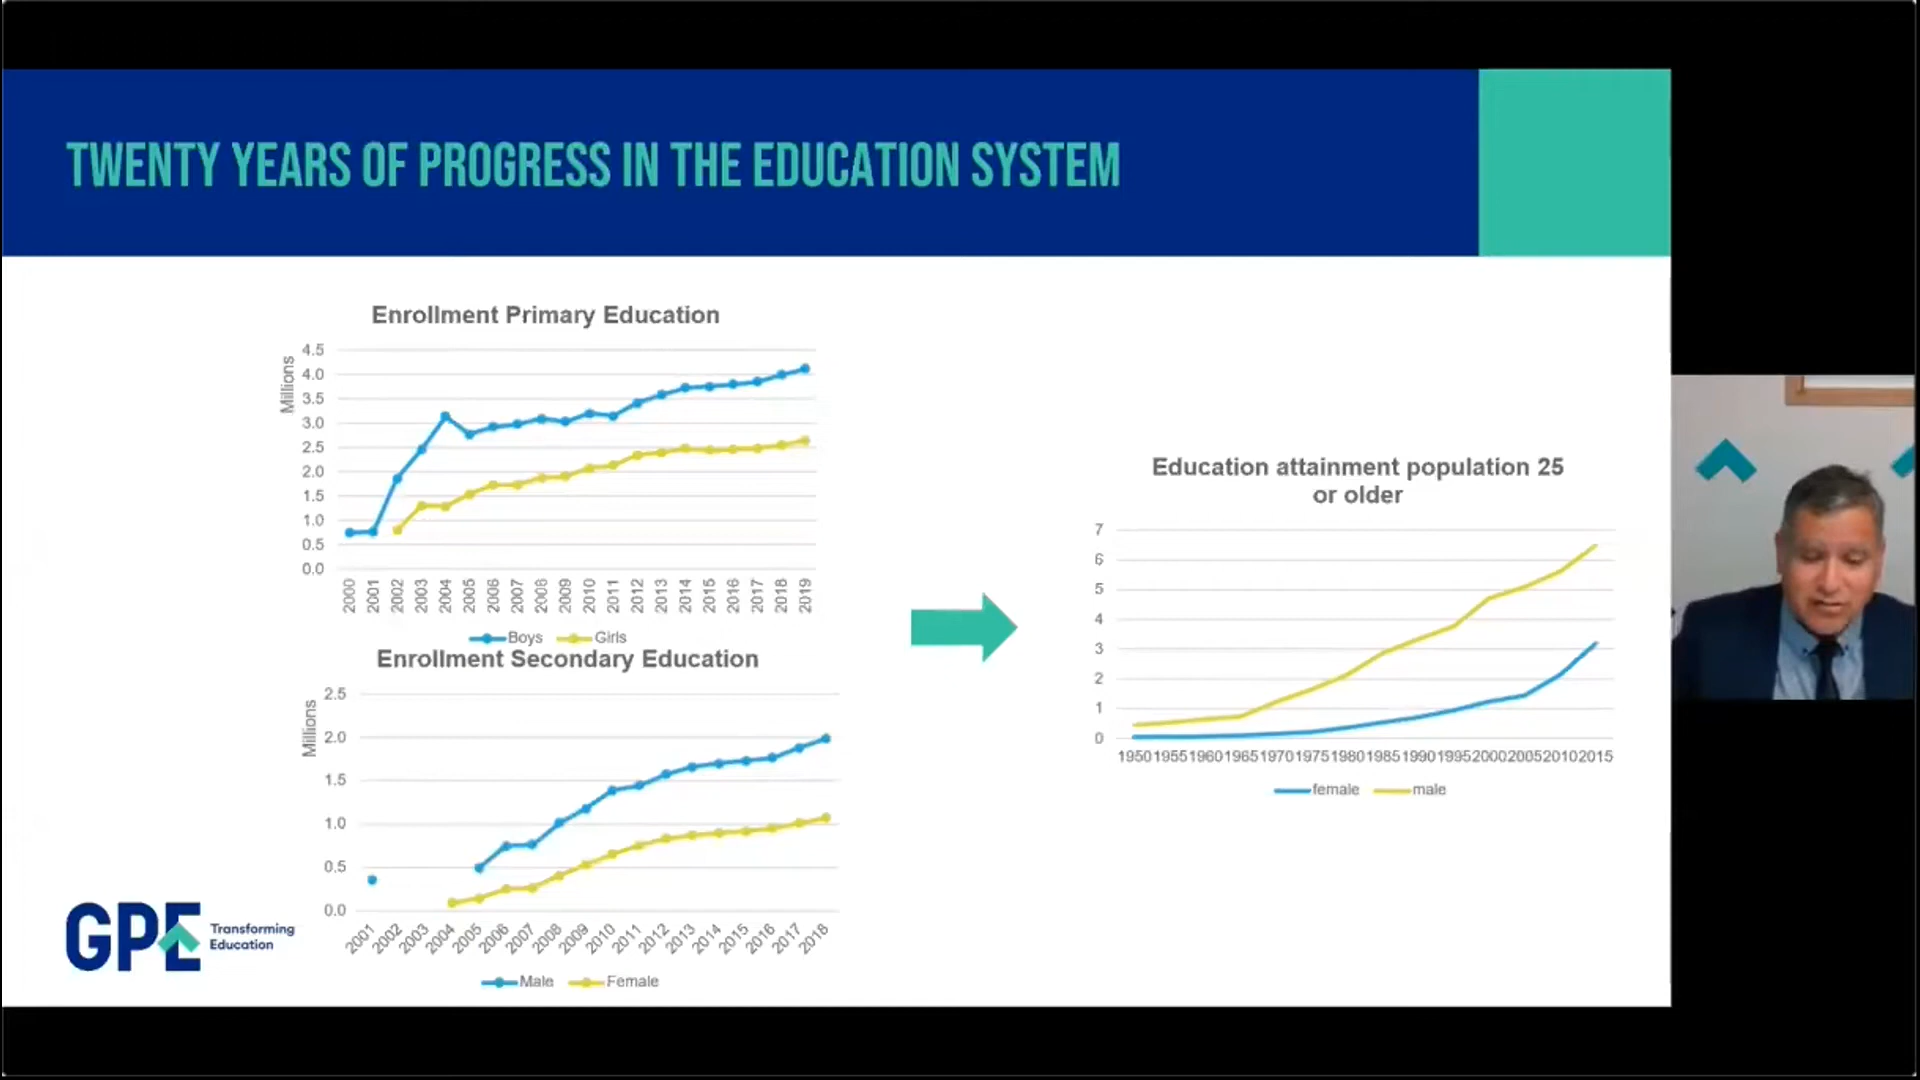 TWENTY YEARS OF PROGRESS IN THE EDUCATION SYSTEM
Enrollment Primary Education
Millions
4.5
4.0
3.5
3.0
2.5
2.0
1.5
1.0
0.5
0.0
2000 2001 2002 2003 2004 2005 2006 2007 2008 2009 2010 2011 2012 2013 2014 2015 2016 2017 2018 2019
Boys Girls
Enrollment Secondary Education
Millions
2.5
2.0
1.5
1.0
0.5
0.0
2001 2002 2003 2004 2005 2006 2007 2008 2009 2010 2011 2012 2013 2014 2015 2016 2017 2018
Male Female
Education attainment population 25
or older
7
6
5
4
3
2
1
0
1950 1955 1960 1965 1970 1975 1980 1985 1990 1995 2000 2005 2010 2015
female male
GPE
Transforming
Education